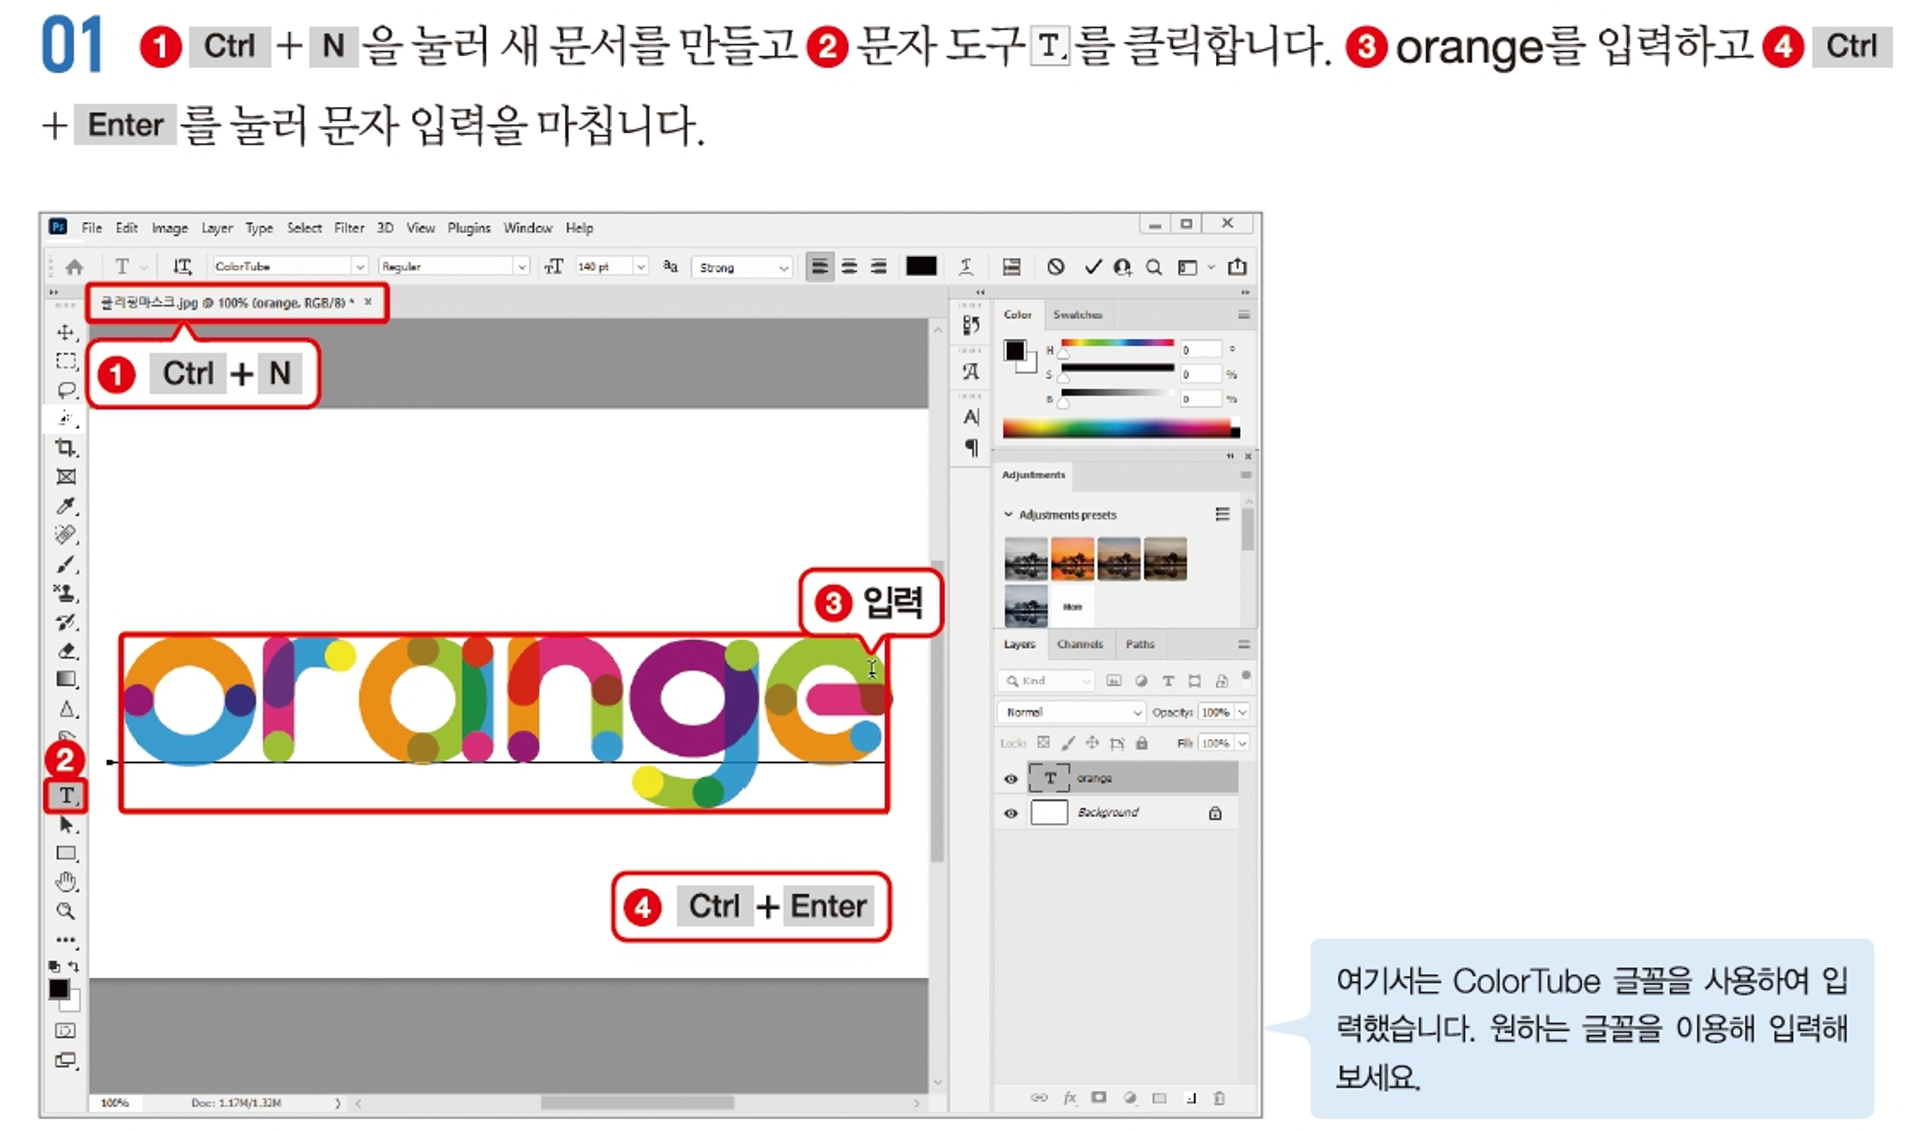 01 ① Ctrl + N 을 눌러 새 문서를 만들고 ② 문자 도구 T 를 클릭합니다. ③ orange를 입력하고 ④ Ctrl
+ Enter 를 눌러 문자 입력을 마칩니다.
Ps File Edit Image Layer Type Select Filter 3D View Plugins Window Help
T ColorTube Regular 140 pt aa Strong
클리핑마스크.jpg @ 100% (orange, RGB/8) * ×
① Ctrl + N
Color Swatches
H 0 °
S 0 %
B 0 %
Adjustments
Adjustments presets
More
③ 입력
orange
②
T
④ Ctrl + Enter
Layers Channels Paths
Kind
Normal Opacity: 100%
Lock: Fill: 100%
T orange
Background
fx
100% Doc: 1.17M/1.32M
여기서는 ColorTube 글꼴을 사용하여 입
력했습니다. 원하는 글꼴을 이용해 입력해
보세요.